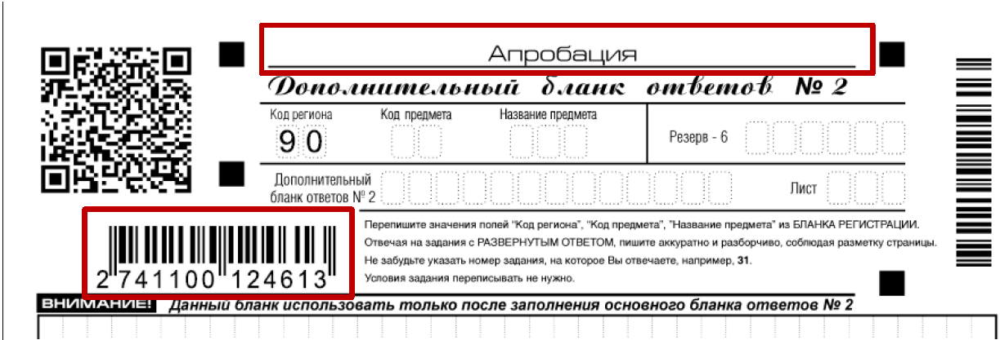 Апробация
Дополнительный бланк ответов № 2
Код региона Код предмета Название предмета
90
Резерв - 6
Дополнительный
бланк ответов № 2
Лист
Перепишите значения полей "Код региона", "Код предмета", "Название предмета" из БЛАНКА РЕГИСТРАЦИИ.
Отвечая на задания с РАЗВЕРНУТЫМ ОТВЕТОМ, пишите аккуратно и разборчиво, соблюдая разметку страницы.
Не забудьте указать номер задания, на которое Вы отвечаете, например, 31.
Условия задания переписывать не нужно.
2 741100 124613
ВНИМАНИЕ! Данный бланк использовать только после заполнения основного бланка ответов № 2